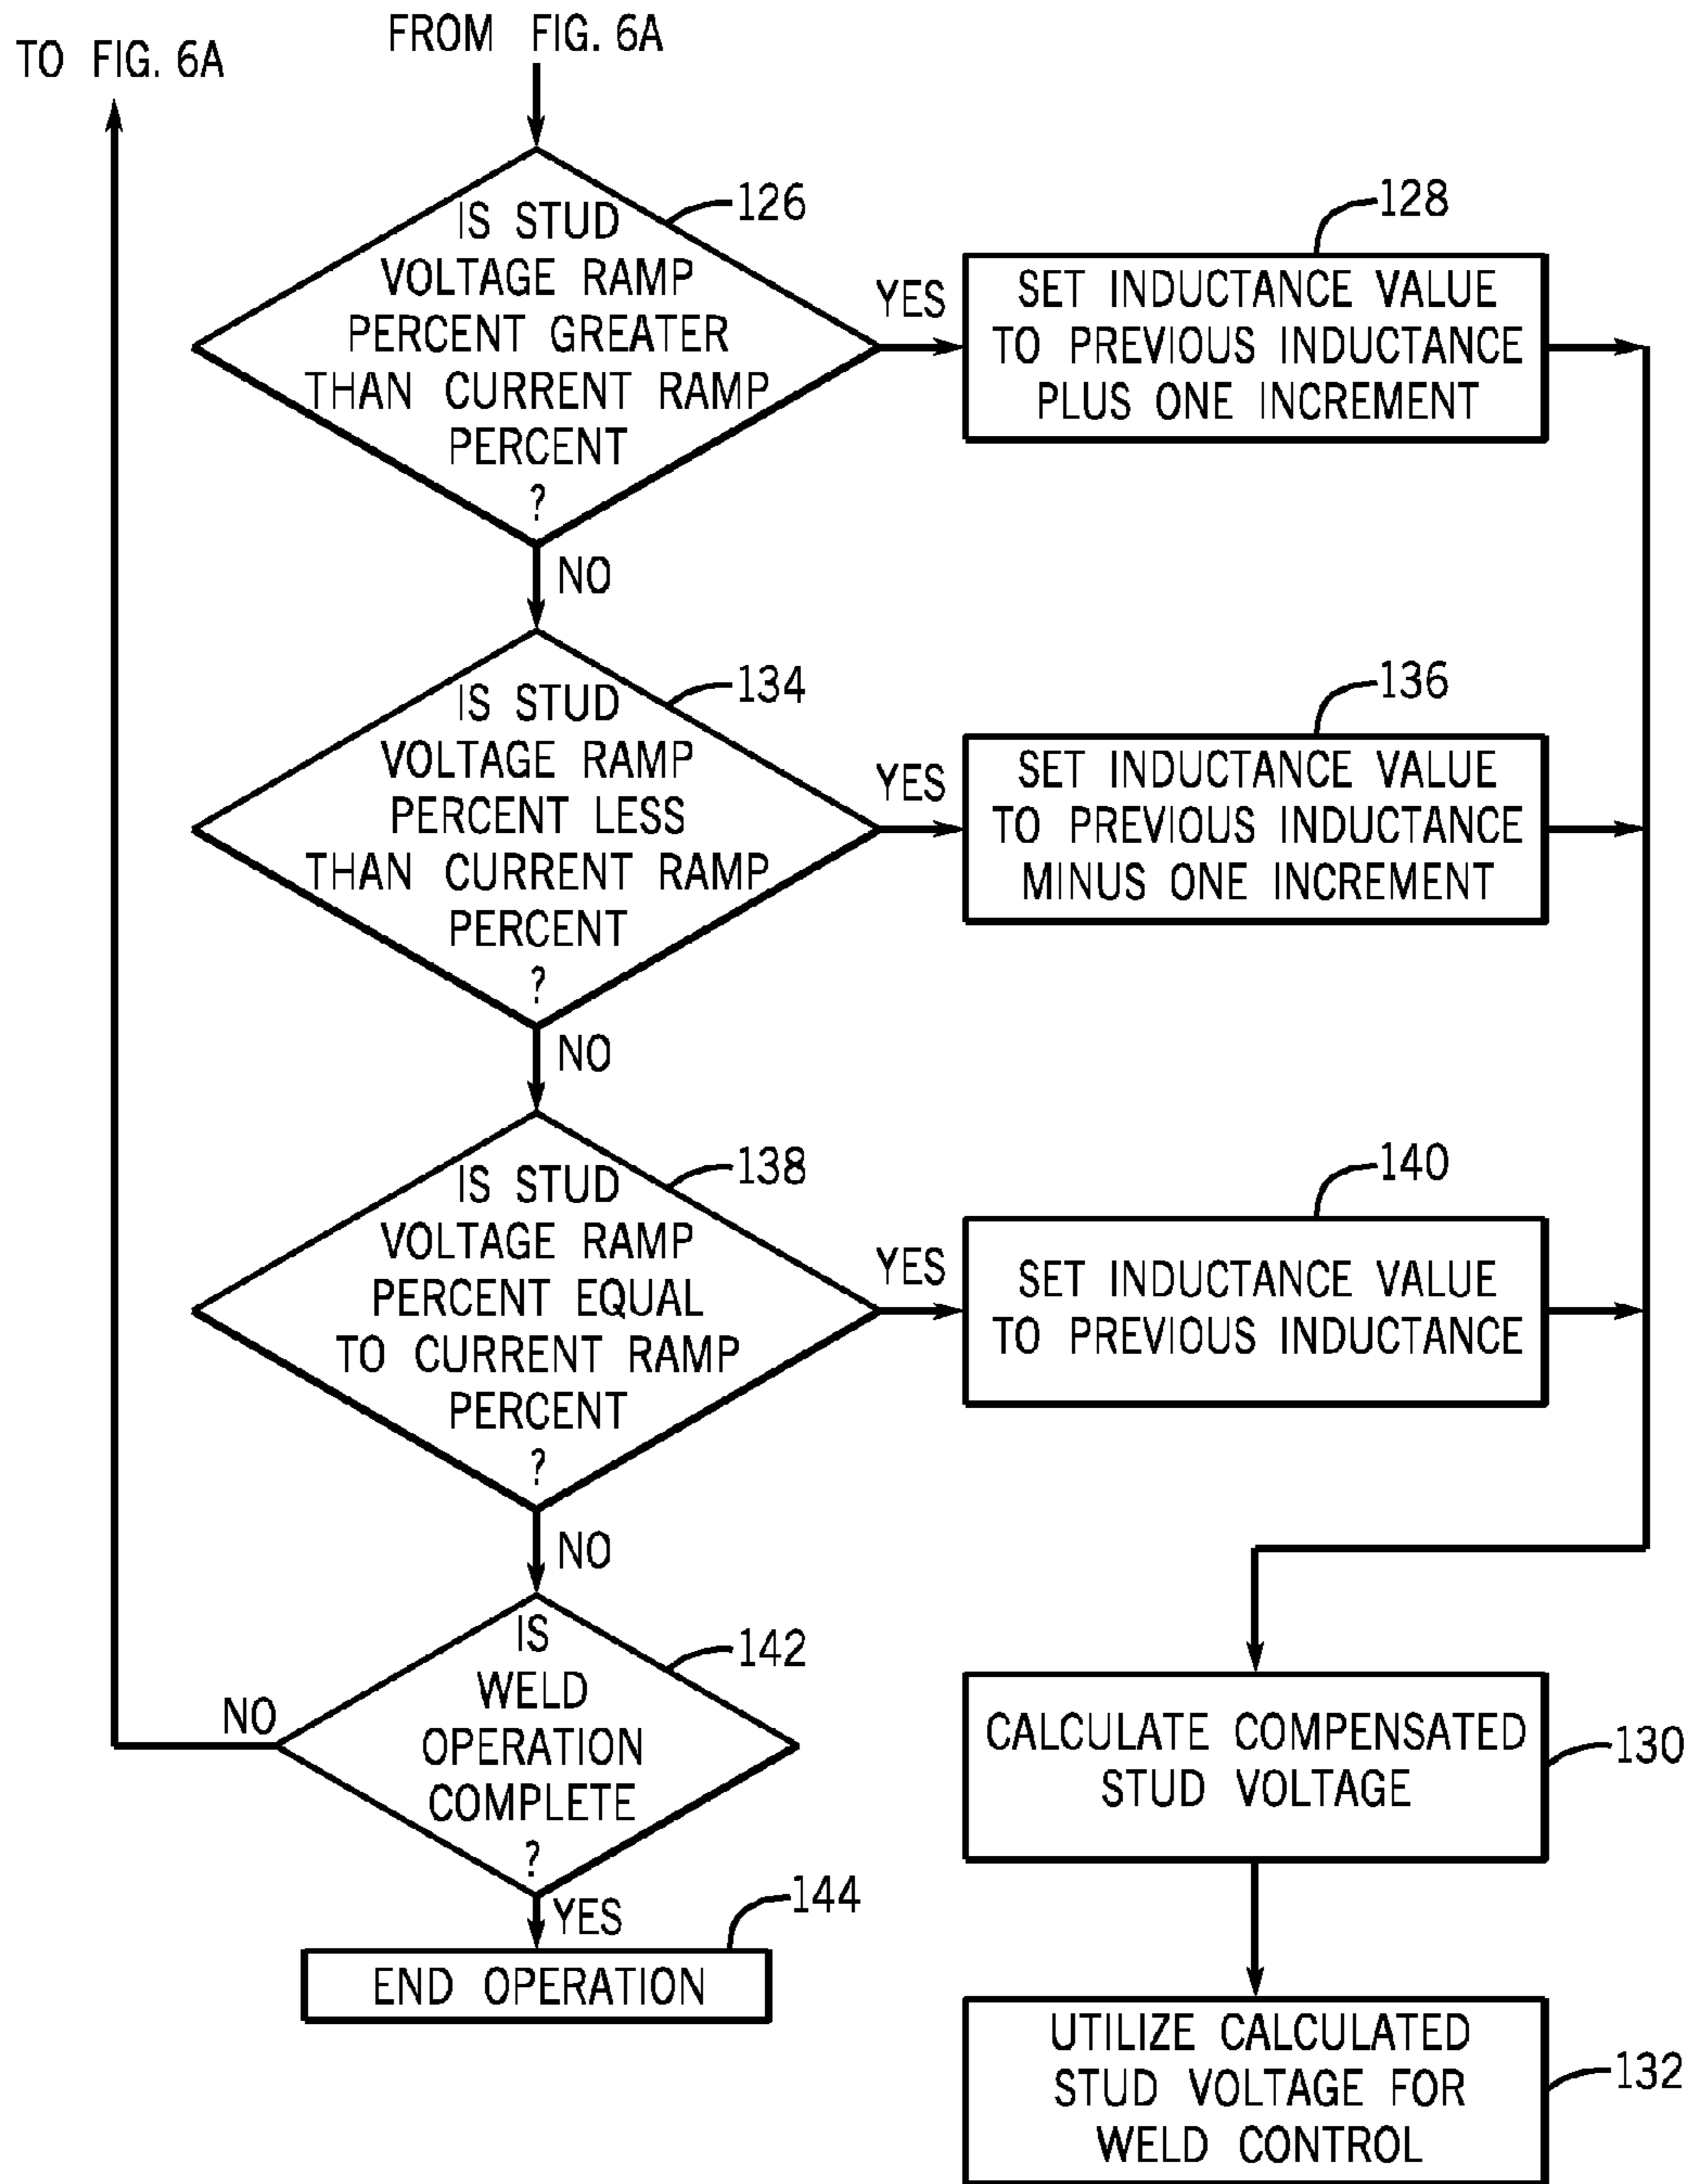 TO FIG. 6A
FROM FIG. 6A
IS STUD
VOLTAGE RAMP
PERCENT GREATER
THAN CURRENT RAMP
PERCENT
?
126
YES
128
SET INDUCTANCE VALUE
TO PREVIOUS INDUCTANCE
PLUS ONE INCREMENT
NO
IS STUD
VOLTAGE RAMP
PERCENT LESS
THAN CURRENT RAMP
PERCENT
?
134
YES
136
SET INDUCTANCE VALUE
TO PREVIOUS INDUCTANCE
MINUS ONE INCREMENT
NO
IS STUD
VOLTAGE RAMP
PERCENT EQUAL
TO CURRENT RAMP
PERCENT
?
138
YES
140
SET INDUCTANCE VALUE
TO PREVIOUS INDUCTANCE
NO
IS
WELD
OPERATION
COMPLETE
?
142
NO
YES
144
END OPERATION
CALCULATE COMPENSATED
STUD VOLTAGE
130
UTILIZE CALCULATED
STUD VOLTAGE FOR
WELD CONTROL
132